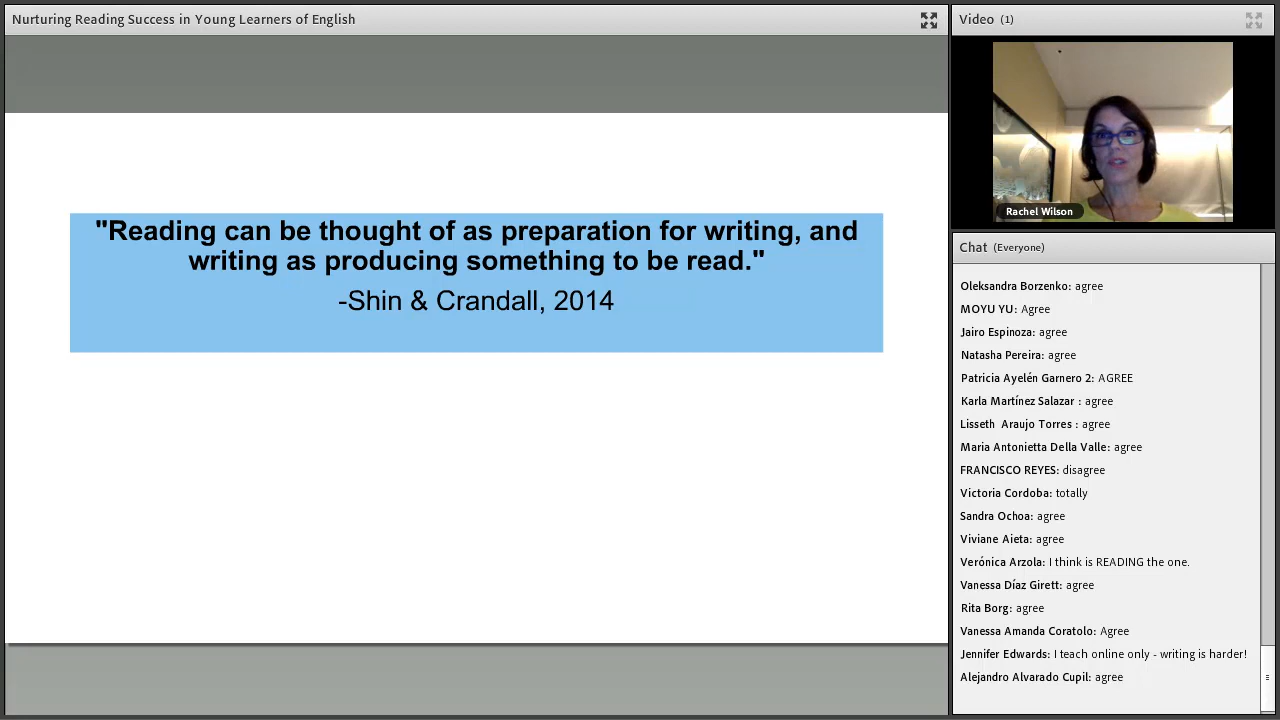 Nurturing Reading Success in Young Learners of English
"Reading can be thought of as preparation for writing, and
writing as producing something to be read."
-Shin & Crandall, 2014
Video (1)
Rachel Wilson
Chat (Everyone)
Oleksandra Borzenko: agree
MOYU YU: Agree
Jairo Espinoza: agree
Natasha Pereira: agree
Patricia Ayelén Garnero 2: AGREE
Karla Martínez Salazar : agree
Lisseth Araujo Torres : agree
Maria Antonietta Della Valle: agree
FRANCISCO REYES: disagree
Victoria Cordoba: totally
Sandra Ochoa: agree
Viviane Aieta: agree
Verónica Arzola: I think is READING the one.
Vanessa Díaz Girett: agree
Rita Borg: agree
Vanessa Amanda Coratolo: Agree
Jennifer Edwards: I teach online only - writing is harder!
Alejandro Alvarado Cupil: agree